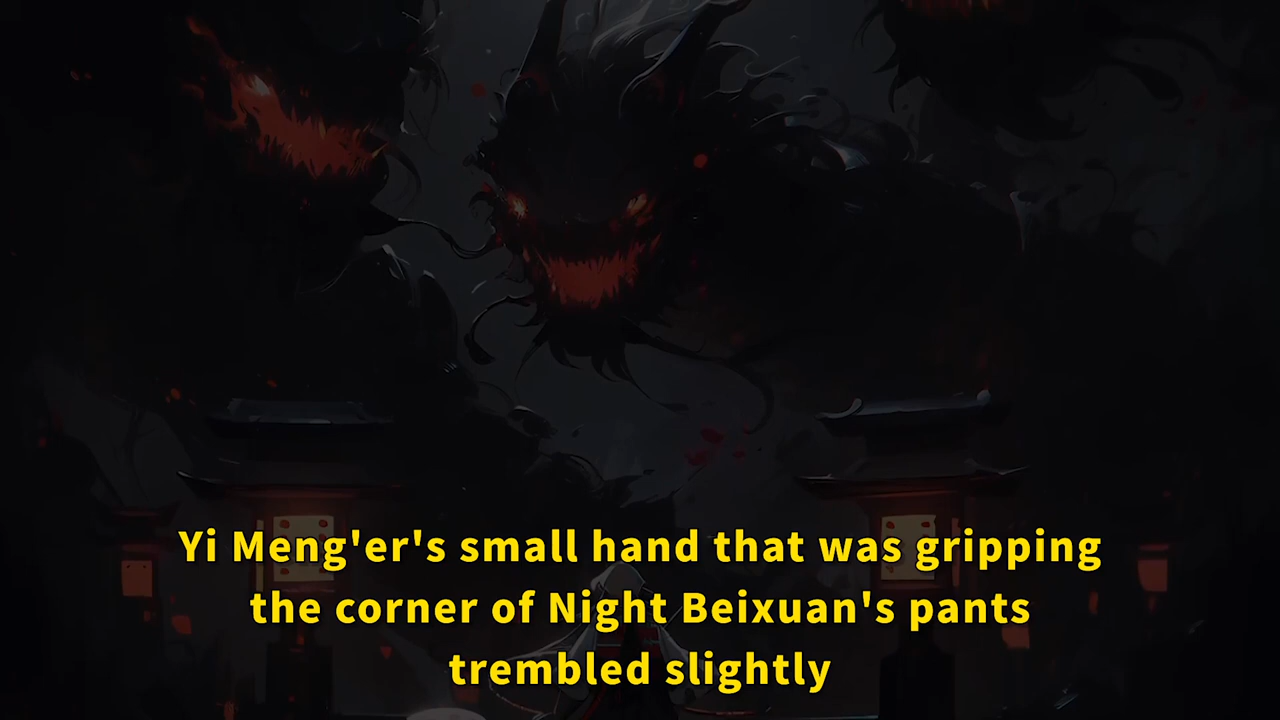 Yi Meng'er's small hand that was gripping
the corner of Night Beixuan's pants
trembled slightly